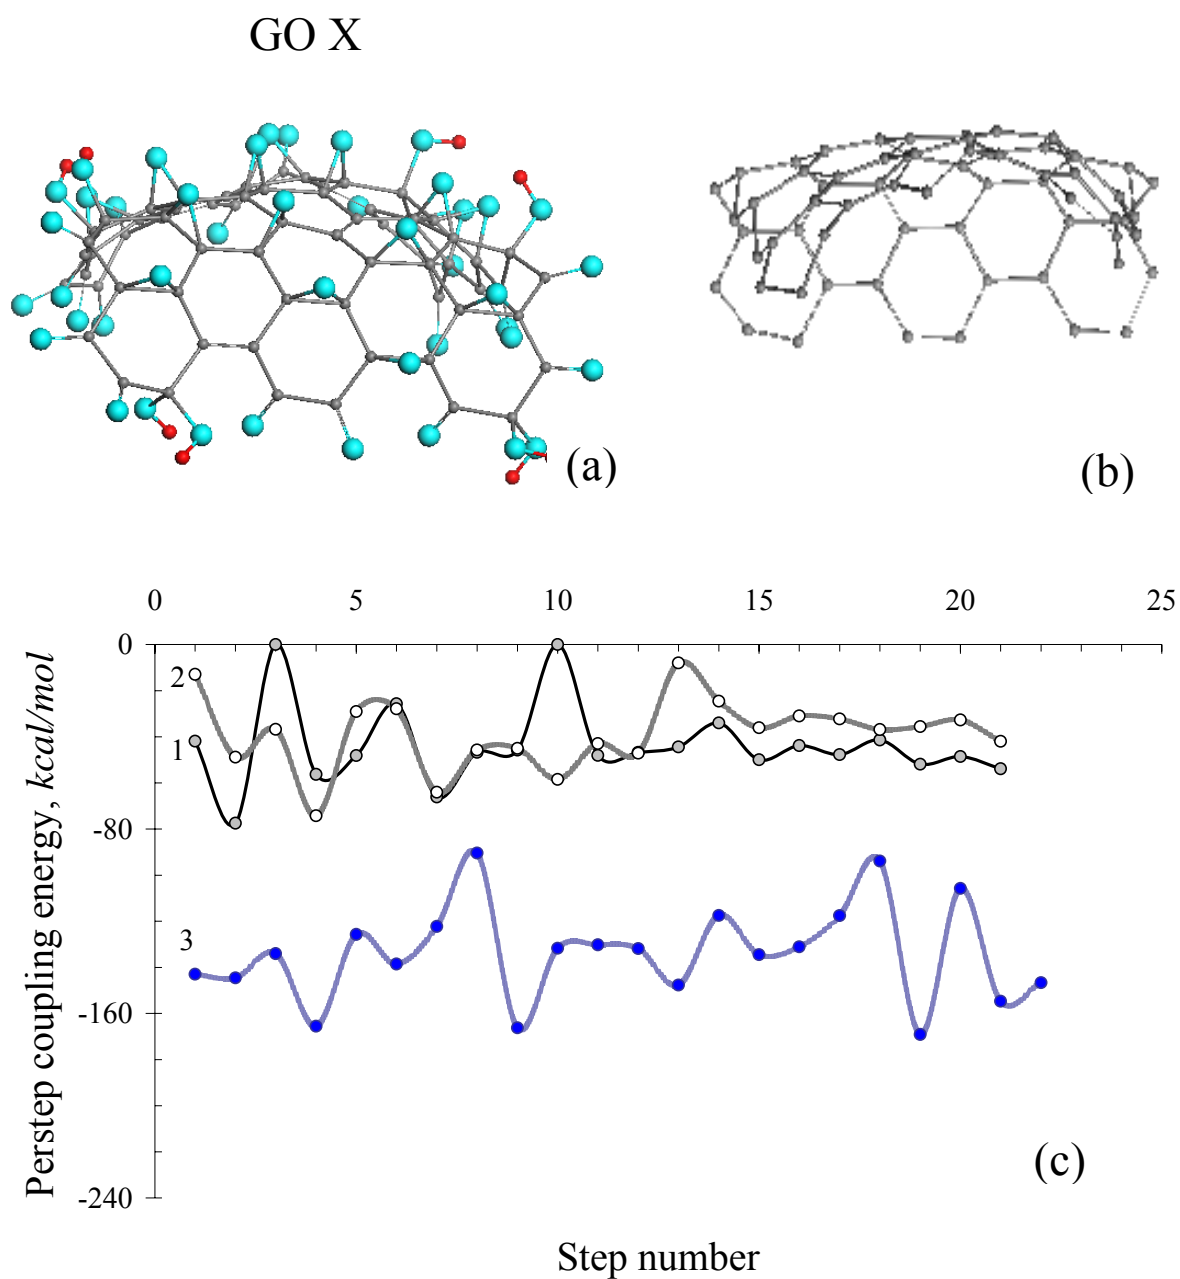 GO X
(a)
(b)
0 5 10 15 20 25
0
2
1
-80
3
-160
-240
Perstep coupling energy, kcal/mol
(c)
Step number